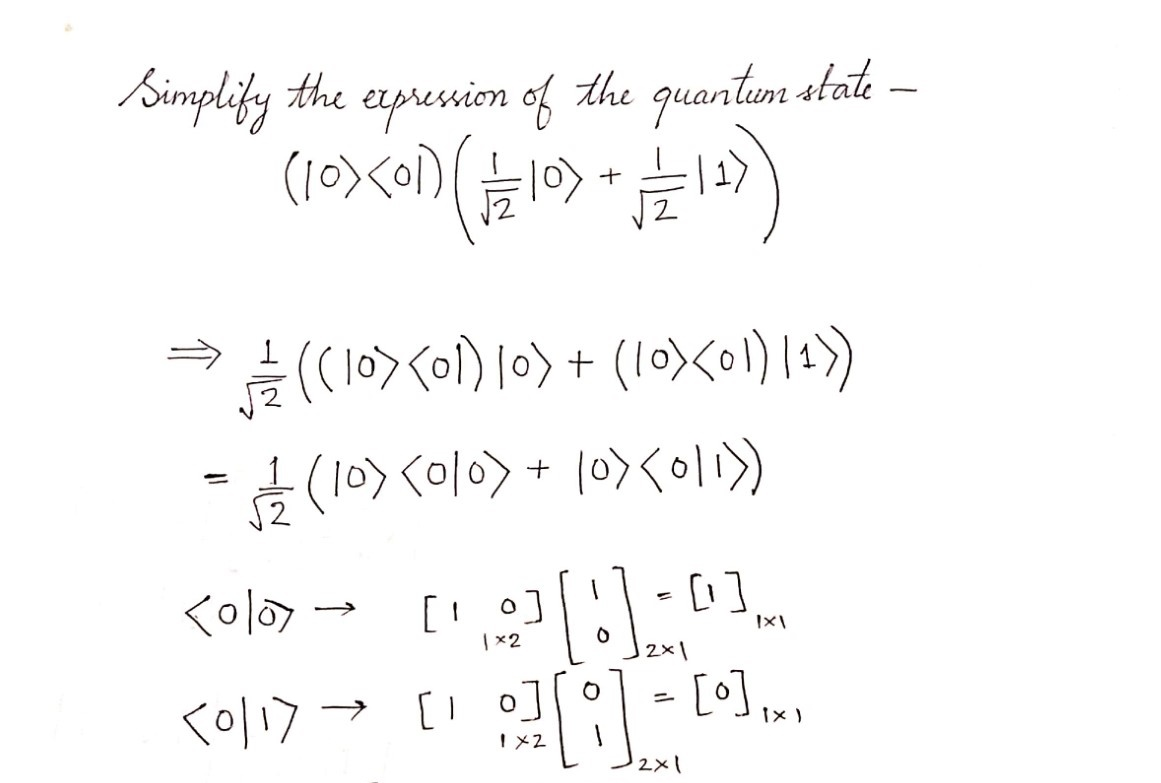 Simplify the expression of the quantum state –
(|0⟩⟨0|)(1/√2 |0⟩ + 1/√2 |1⟩)
⇒ 1/√2 ((|0⟩⟨0|)|0⟩ + (|0⟩⟨0|)|1⟩)
= 1/√2 (|0⟩⟨0|0⟩ + |0⟩⟨0|1⟩)
⟨0|0⟩ → [1 0]₁×₂ [1 0]₂×₁ = [1]₁×₁
⟨0|1⟩ → [1 0]₁×₂ [0 1]₂×₁ = [0]₁×₁